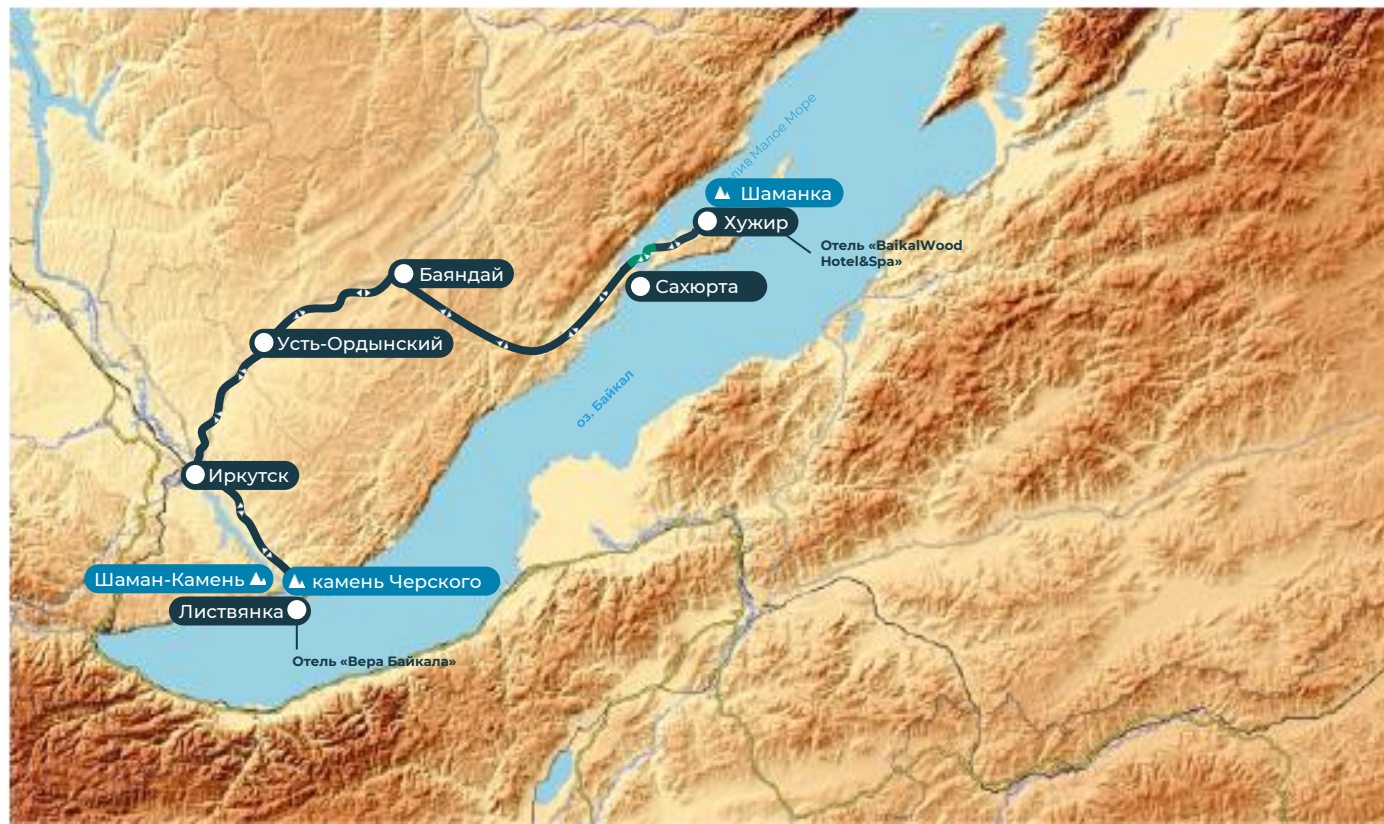 лив Малое Море
Шаманка
Хужир
Отель «BaikalWood
Hotel&Spa»
Баяндай
Сахюрта
Усть-Ордынский
оз. Байкал
Иркутск
Шаман-Камень
камень Черского
Листвянка
Отель «Вера Байкала»